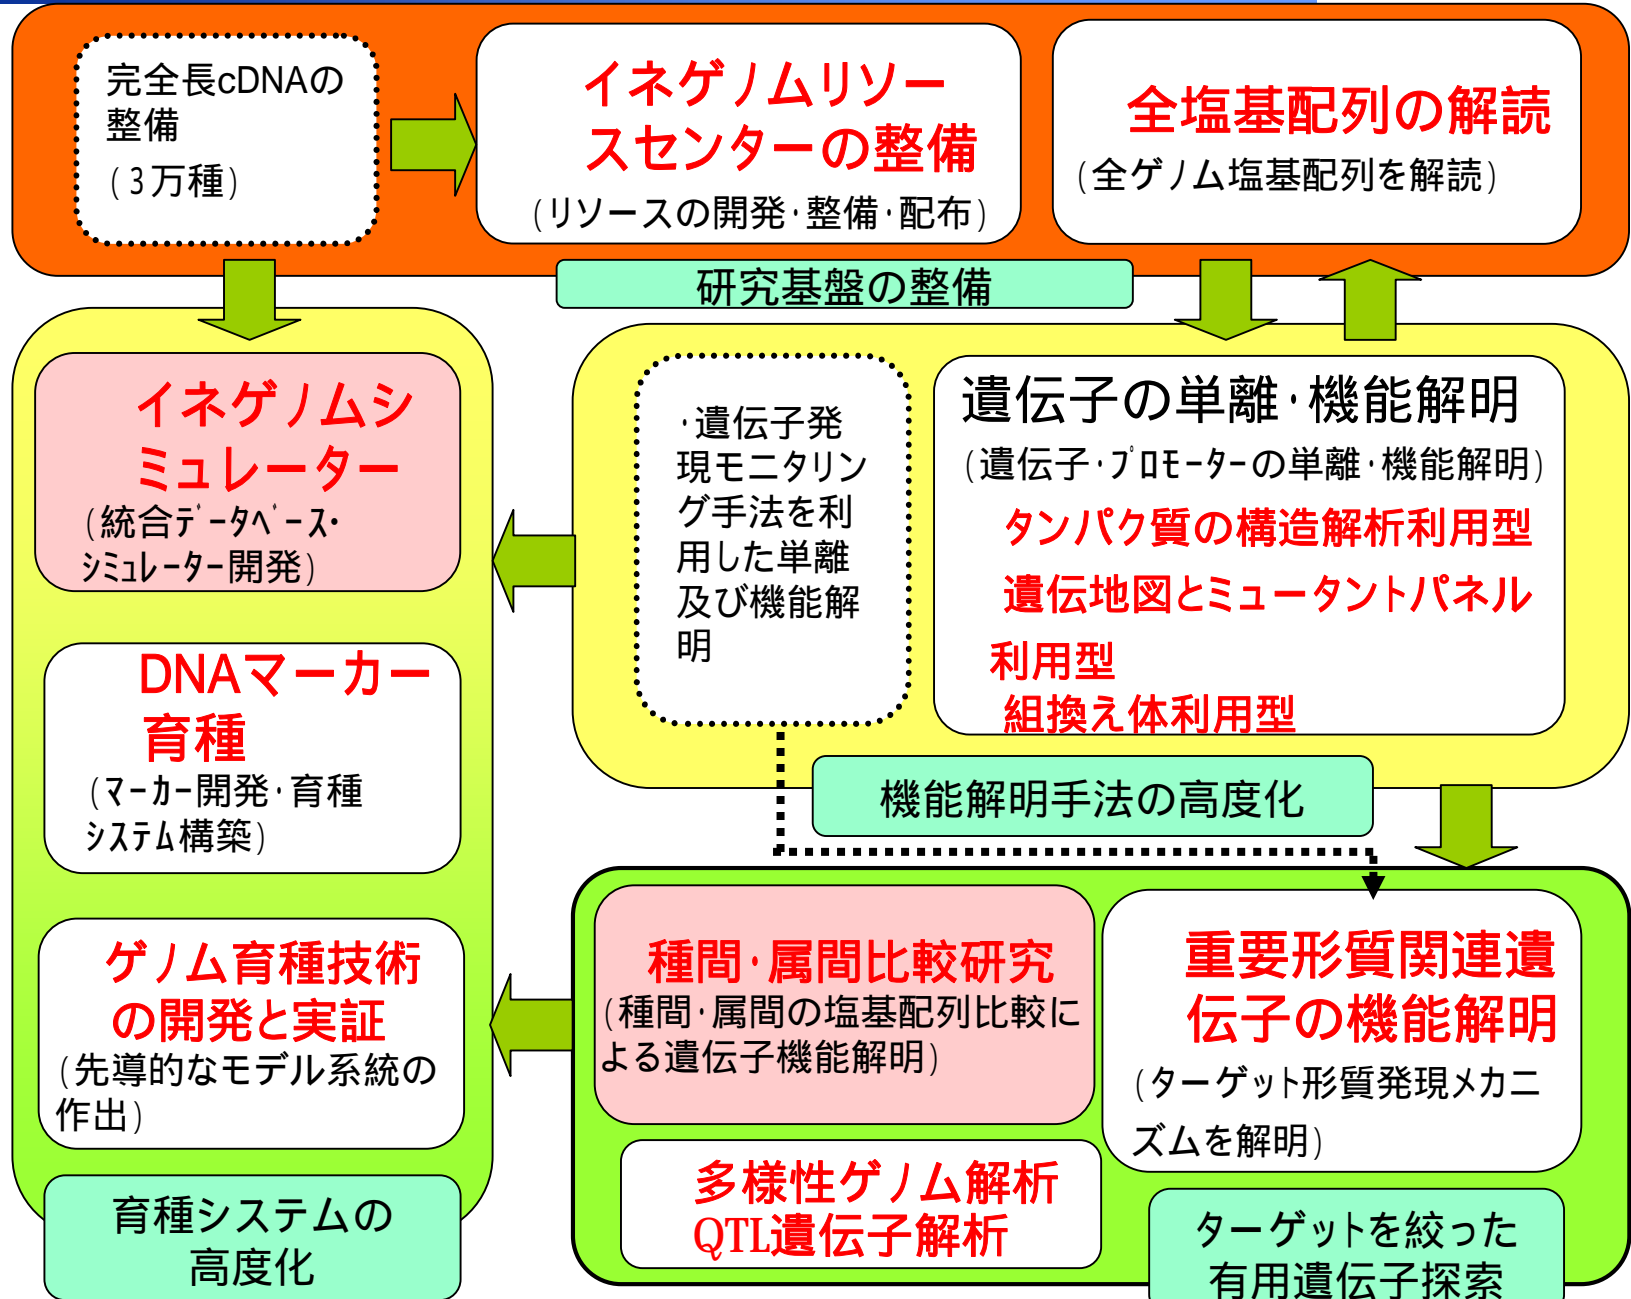 完全長cDNAの
整備
(3万種)
イネゲノムリソー
スセンターの整備
(リソースの開発･整備･配布)
全塩基配列の解読
(全ゲノム塩基配列を解読)
研究基盤の整備
イネゲノムシ
ミュレーター
(統合ﾃﾞｰﾀﾍﾞｰｽ･
ｼﾐｭﾚｰﾀｰ開発)
DNAマーカー
育種
(ﾏｰｶｰ開発･育種
ｼｽﾃﾑ構築)
ゲノム育種技術
の開発と実証
(先導的なモデル系統の
作出)
育種システムの
高度化
･遺伝子発
現モニタリン
グ手法を利
用した単離
及び機能解
明
遺伝子の単離･機能解明
(遺伝子･ﾌﾟﾛﾓｰﾀｰの単離･機能解明)
タンパク質の構造解析利用型
遺伝地図とミュータントパネル
利用型
組換え体利用型
機能解明手法の高度化
種間･属間比較研究
(種間･属間の塩基配列比較に
よる遺伝子機能解明)
多様性ゲノム解析
QTL遺伝子解析
重要形質関連遺
伝子の機能解明
(ターゲット形質発現メカニ
ズムを解明)
ターゲットを絞った
有用遺伝子探索